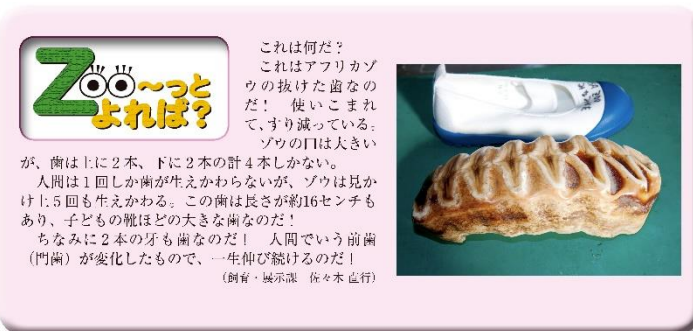 Zoo〜っと
よれば？
これは何だ？
これはアフリカゾ
ウの抜けた歯なの
だ！　使いこまれ
て、すり減っている。
ゾウの口は大きい
が、歯は上に２本、下に２本の計４本しかない。
人間は１回しか歯が生えかわらないが、ゾウは見か
け上５回も生えかわる。この歯は長さが約16センチも
あり、子どもの靴ほどの大きな歯なのだ！
ちなみに２本の牙も歯なのだ！　人間でいう前歯
（門歯）が変化したもので、一生伸び続けるのだ！
（飼育・展示課　佐々木 直行）